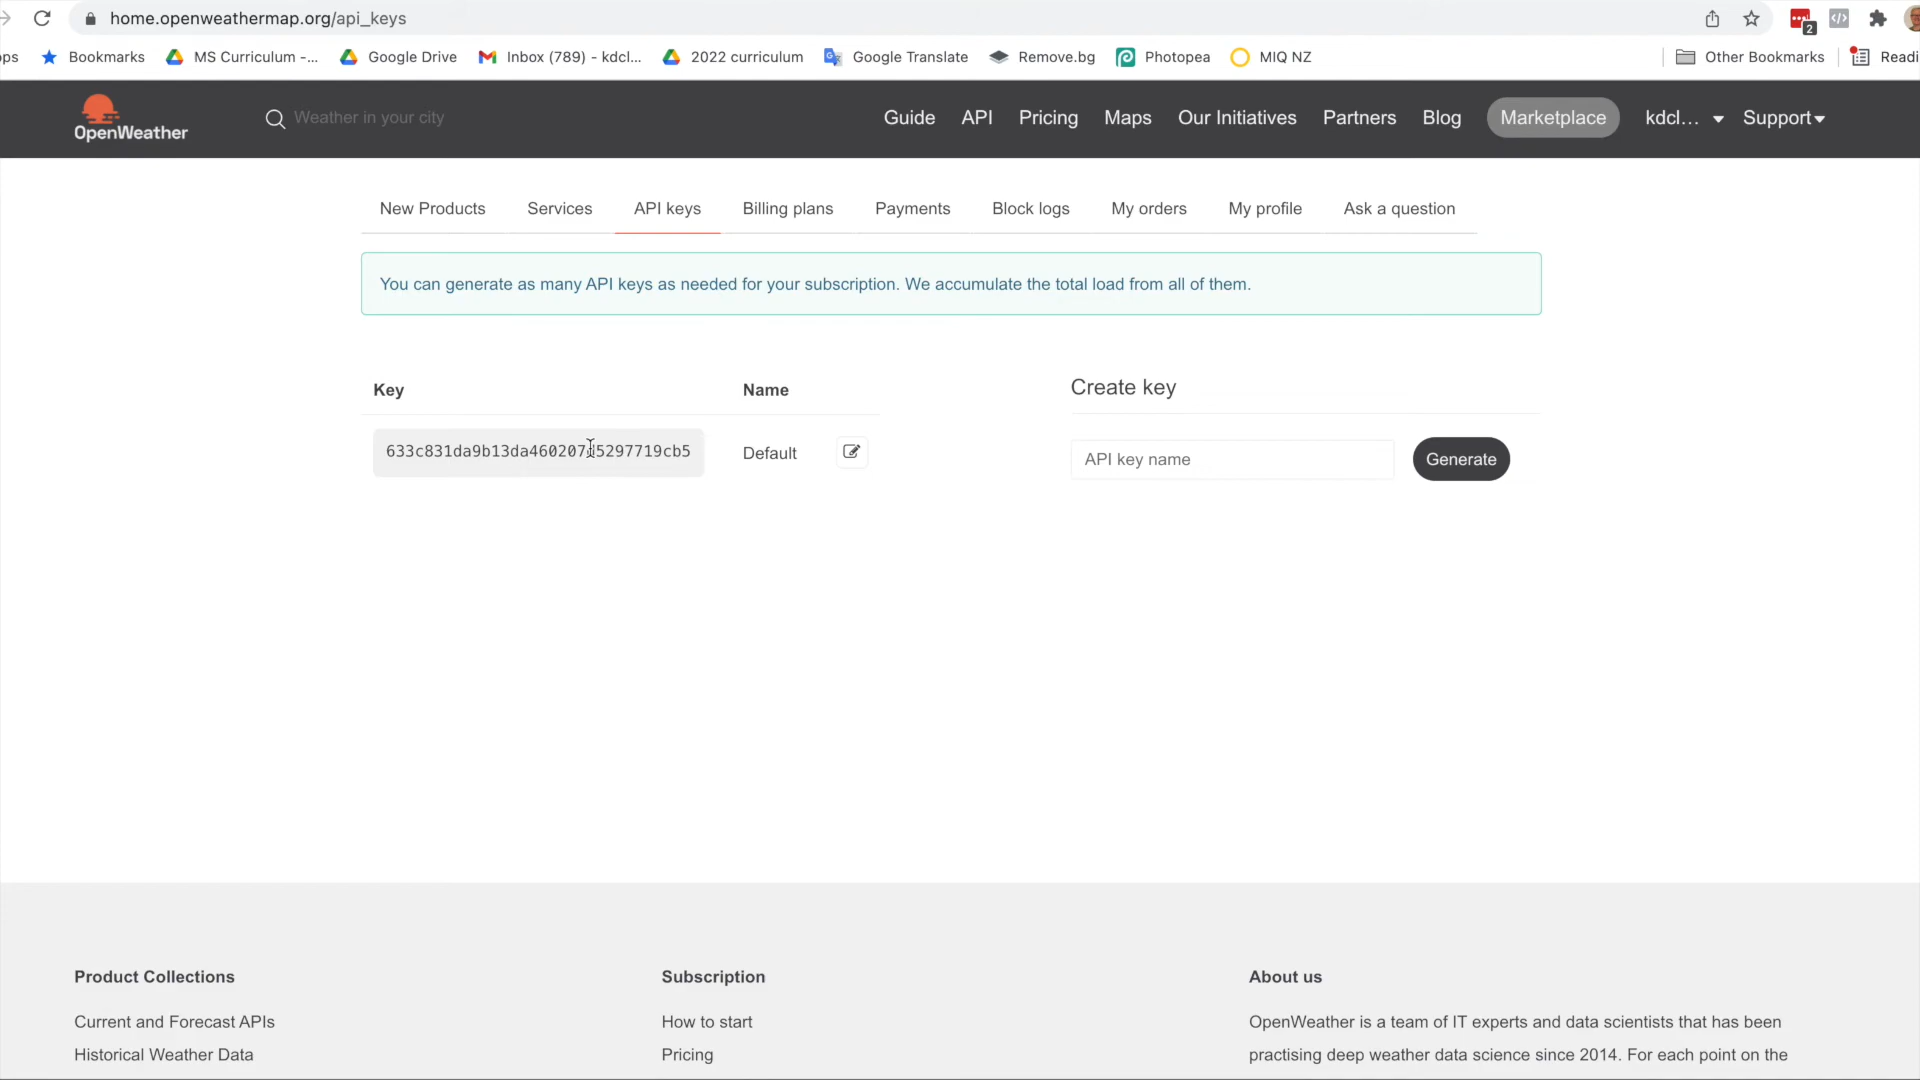 home.openweathermap.org/api_keys
2
ps Bookmarks MS Curriculum -... Google Drive Inbox (789) - kdcl... 2022 curriculum Google Translate Remove.bg Photopea MIQ NZ Other Bookmarks Readi
OpenWeather Weather in your city Guide API Pricing Maps Our Initiatives Partners Blog Marketplace kdcl... Support
New Products Services API keys Billing plans Payments Block logs My orders My profile Ask a question
You can generate as many API keys as needed for your subscription. We accumulate the total load from all of them.
Key Name Create key
Default API key name Generate
Product Collections Subscription About us
Current and Forecast APIs How to start OpenWeather is a team of IT experts and data scientists that has been
Historical Weather Data Pricing practising deep weather data science since 2014. For each point on the